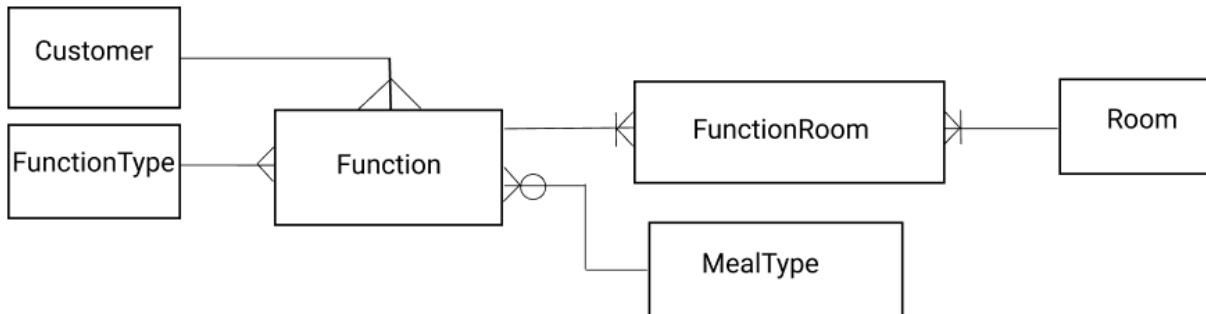 Customer
FunctionType
Function
FunctionRoom
Room
MealType